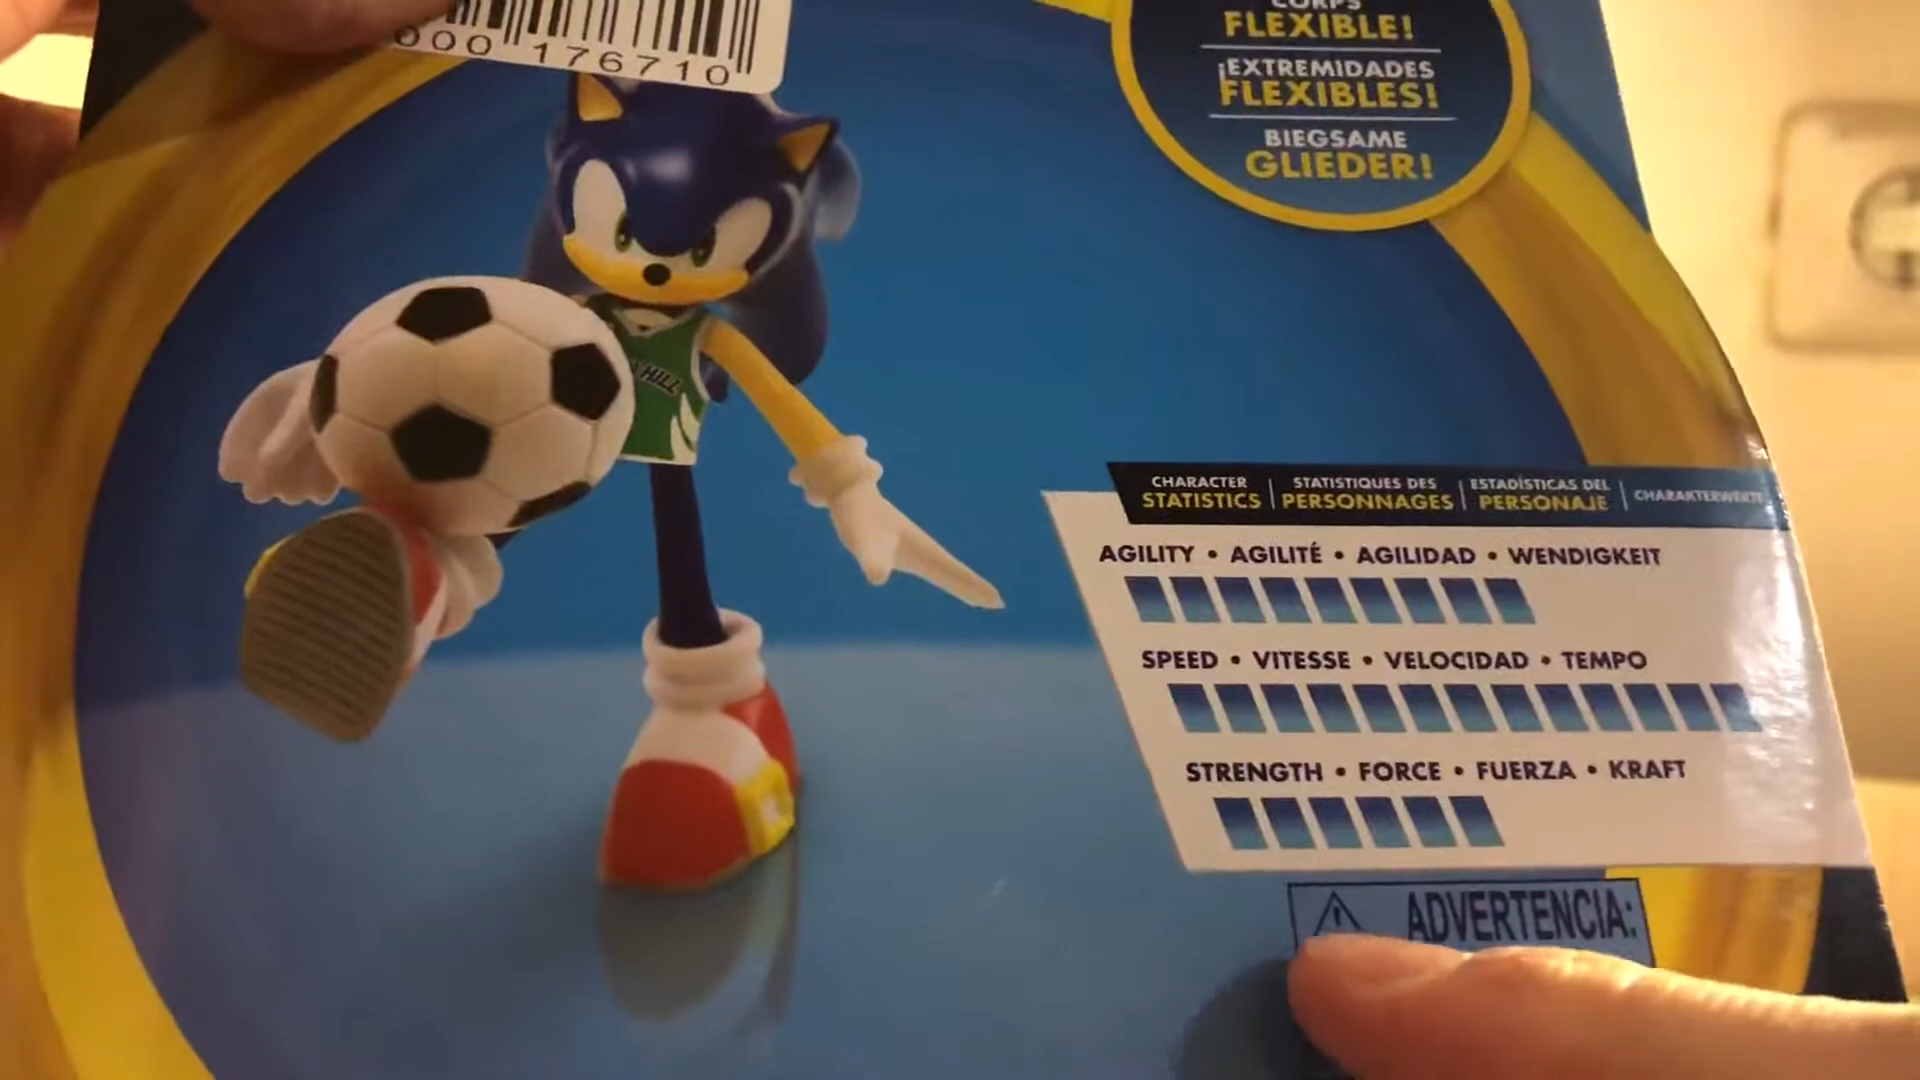 000 176710
CORPS
FLEXIBLE!
¡EXTREMIDADES
FLEXIBLES!
BIEGSAME
GLIEDER!
HILL
CHARACTER STATISTICS | STATISTIQUES DES PERSONNAGES | ESTADÍSTICAS DEL PERSONAJE | CHARAKTERWERTE
AGILITY • AGILITÉ • AGILIDAD • WENDIGKEIT
SPEED • VITESSE • VELOCIDAD • TEMPO
STRENGTH • FORCE • FUERZA • KRAFT
ADVERTENCIA: